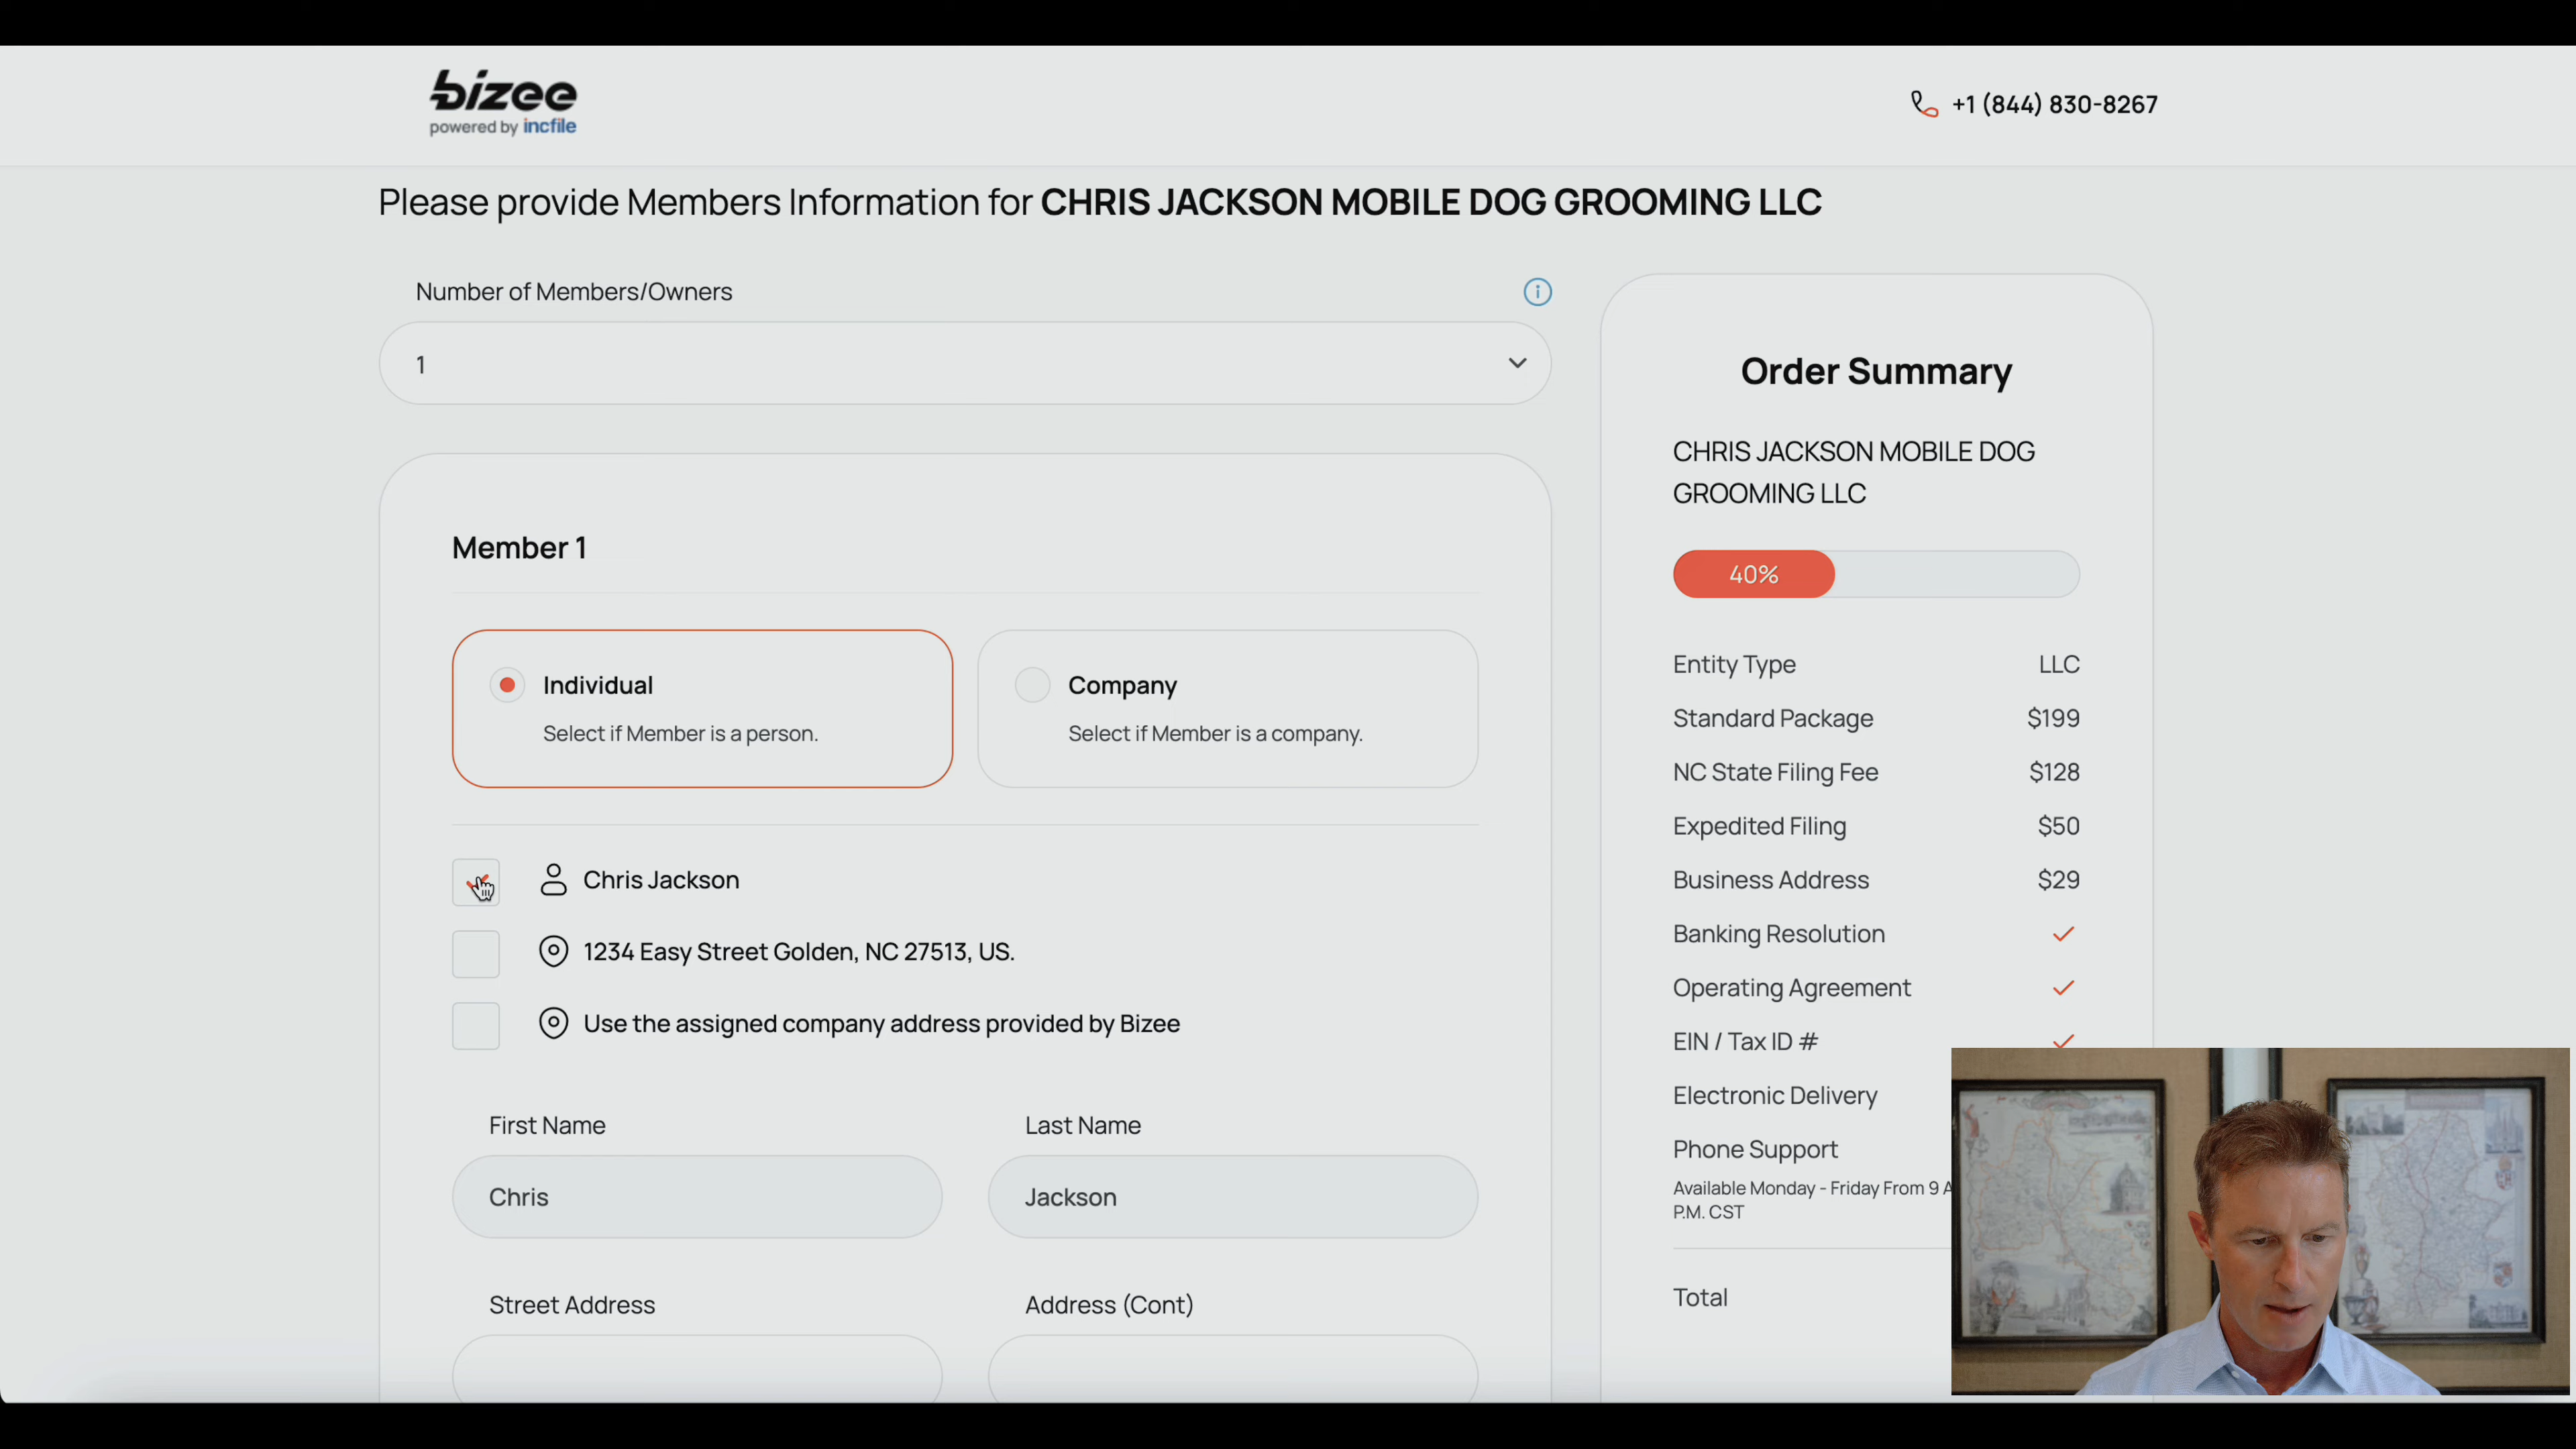 bizee
powered by incfile
+1 (844) 830-8267
Please provide Members Information for CHRIS JACKSON MOBILE DOG GROOMING LLC
Number of Members/Owners
1
Member 1
Individual
Select if Member is a person.
Company
Select if Member is a company.
Chris Jackson
1234 Easy Street Golden, NC 27513, US.
Use the assigned company address provided by Bizee
First Name
Last Name
Chris
Jackson
Street Address
Address (Cont)
Order Summary
CHRIS JACKSON MOBILE DOG
GROOMING LLC
40%
Entity Type LLC
Standard Package $199
NC State Filing Fee $128
Expedited Filing $50
Business Address $29
Banking Resolution
Operating Agreement
EIN / Tax ID #
Electronic Delivery
Phone Support
Available Monday - Friday From 9 A
P.M. CST
Total